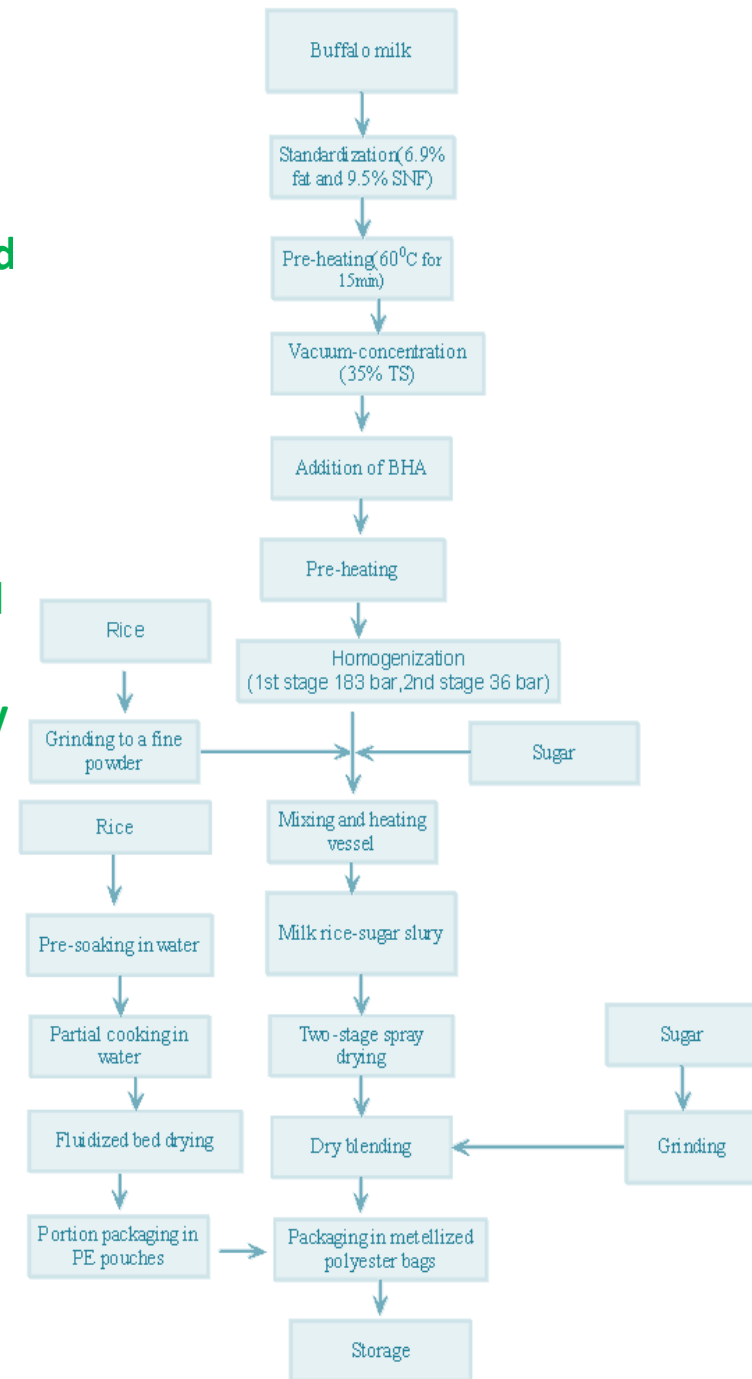 Buffalo milk
Standardization(6.9%
fat and 9.5% SNF)
d
Pre-heating(60⁰C for
15min)
Vacuum-concentration
(35% TS)
Addition of BHA
Pre-heating
Rice
Homogenization
(1st stage 183 bar,2nd stage 36 bar)
Grinding to a fine
powder
Sugar
y
Rice
Mixing and heating
vessel
Pre-soaking in water
Milk rice-sugar slury
Partial cooking in
water
Two-stage spray
drying
Sugar
Fluidized bed drying
Dry blending
Grinding
Portion packaging in
PE pouches
Packaging in metellized
polyester bags
Storage